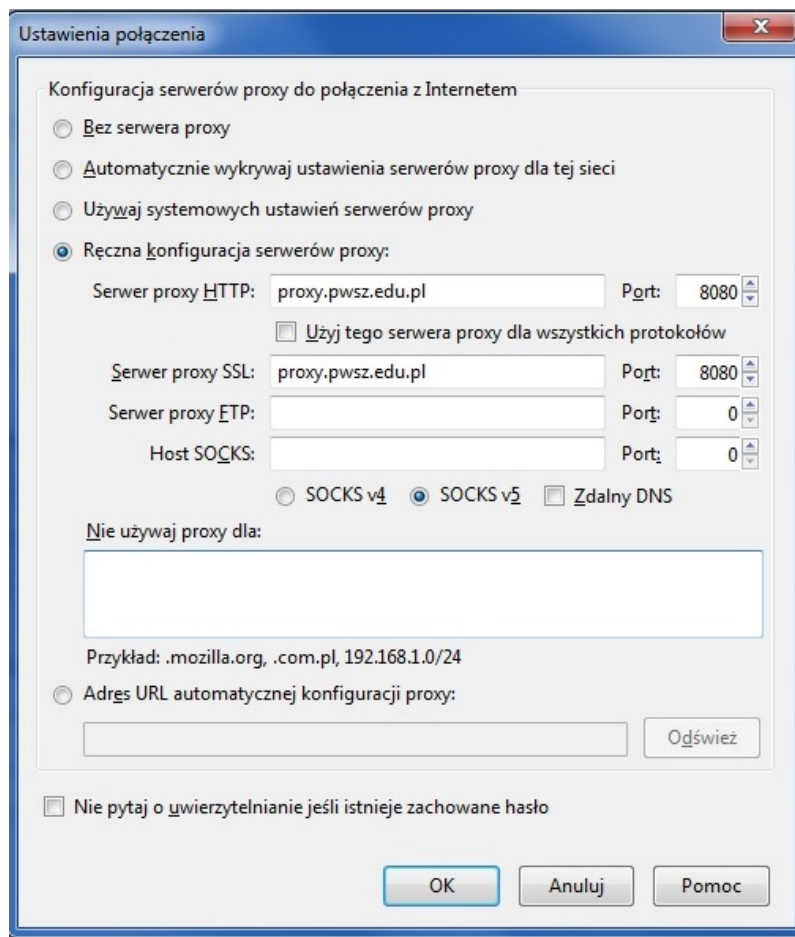 Ustawienia połączenia
Konfiguracja serwerów proxy do połączenia z Internetem
Bez serwera proxy
Automatycznie wykrywaj ustawienia serwerów proxy dla tej sieci
Używaj systemowych ustawień serwerów proxy
Ręczna konfiguracja serwerów proxy:
Serwer proxy HTTP: proxy.pwsz.edu.pl Port: 8080
Użyj tego serwera proxy dla wszystkich protokołów
Serwer proxy SSL: proxy.pwsz.edu.pl Port: 8080
Serwer proxy FTP: Port: 0
Host SOCKS: Port: 0
SOCKS v4 SOCKS v5 Zdalny DNS
Nie używaj proxy dla:
Przykład: .mozilla.org, .com.pl, 192.168.1.0/24
Adres URL automatycznej konfiguracji proxy:
Odśwież
Nie pytaj o uwierzytelnianie jeśli istnieje zachowane hasło
OK Anuluj Pomoc